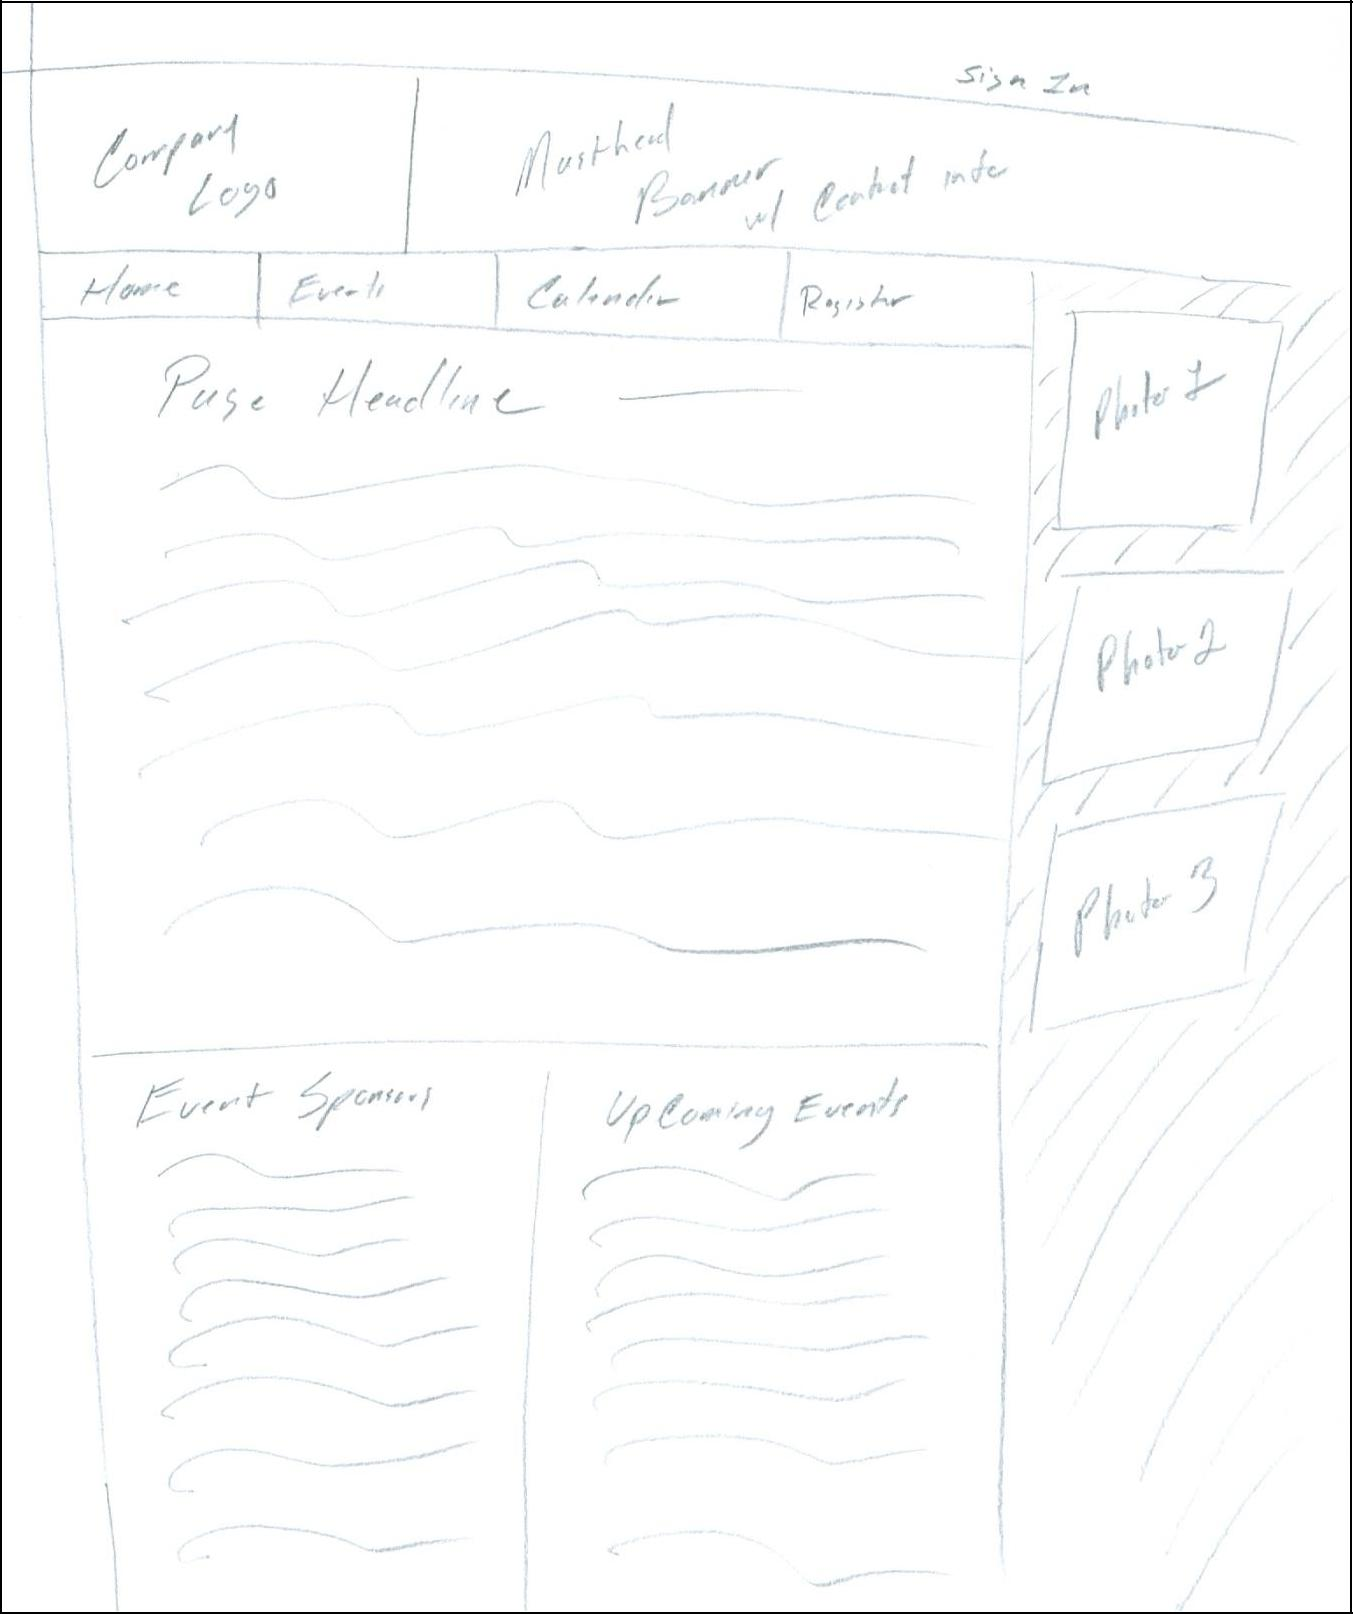 Sign In
Company
Logo
Masthead
Banner
w/ Contact info
Home
Events
Calendar
Register
Page Headline
Photo 1
Photo 2
Photo 3
Event Sponsors
Upcoming Events